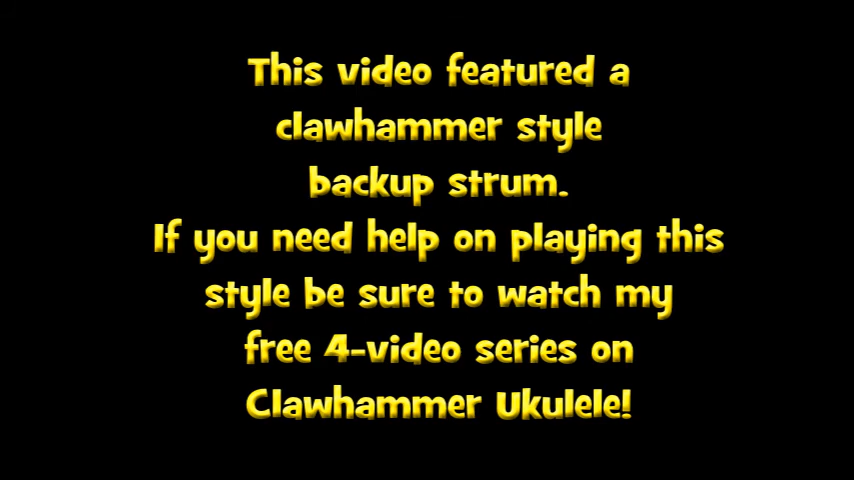 This video featured a
clawhammer style
backup strum.
If you need help on playing this
style be sure to watch my
free 4-video series on
Clawhammer Ukulele!